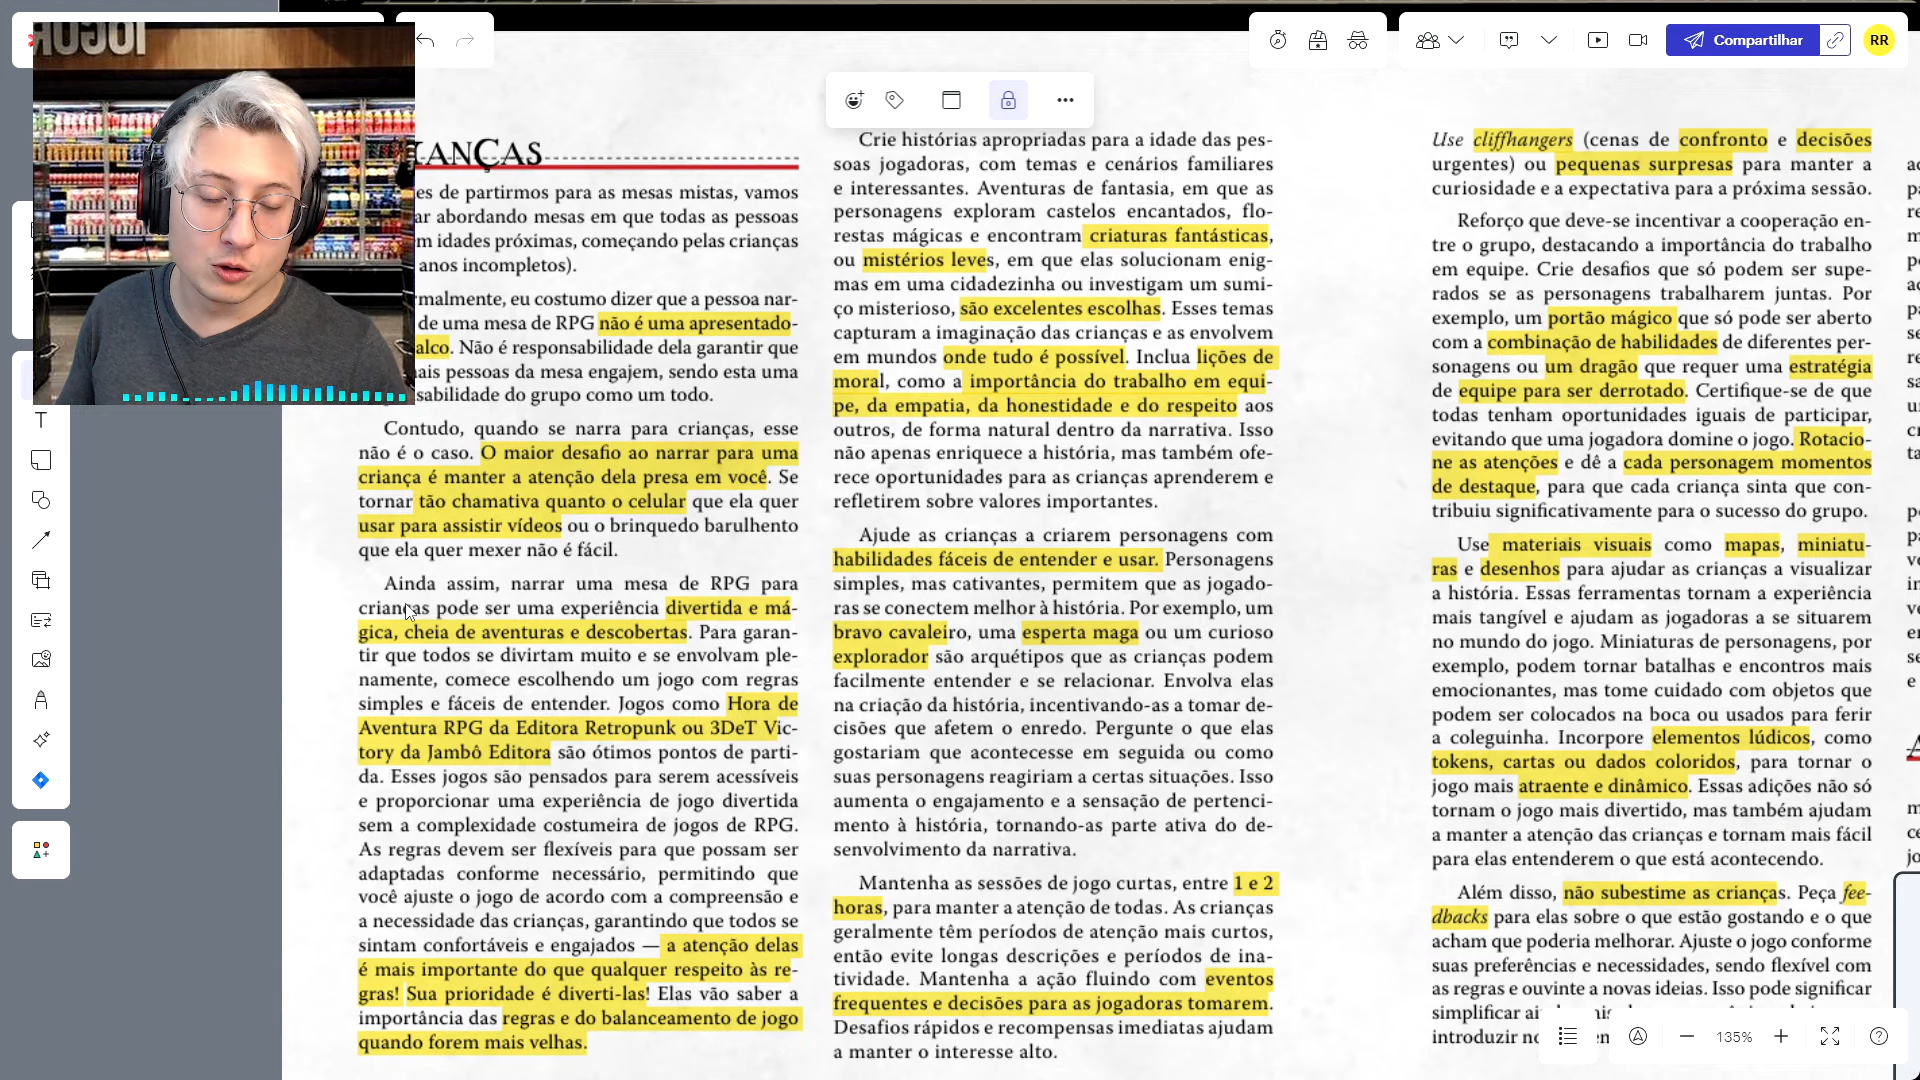 Compartilhar
RR
ANÇAS
es de partirmos para as mesas mistas, vamos
ar abordando mesas em que todas as pessoas
m idades próximas, começando pelas crianças
anos incompletos).
rmalmente, eu costumo dizer que a pessoa nar-
de uma mesa de RPG não é uma apresentado-
alco. Não é responsabilidade dela garantir que
ais pessoas da mesa engajem, sendo esta uma
sabilidade do grupo como um todo.
Contudo, quando se narra para crianças, esse
não é o caso. O maior desafio ao narrar para uma
criança é manter a atenção dela presa em você. Se
tornar tão chamativa quanto o celular que ela quer
usar para assistir vídeos ou o brinquedo barulhento
que ela quer mexer não é fácil.
Ainda assim, narrar uma mesa de RPG para
crianças pode ser uma experiência divertida e má-
gica, cheia de aventuras e descobertas. Para garan-
tir que todos se divirtam muito e se envolvam ple-
namente, comece escolhendo um jogo com regras
simples e fáceis de entender. Jogos como Hora de
Aventura RPG da Editora Retropunk ou 3DeT Vic-
tory da Jambô Editora são ótimos pontos de parti-
da. Esses jogos são pensados para serem acessíveis
e proporcionar uma experiência de jogo divertida
sem a complexidade costumeira de jogos de RPG.
As regras devem ser flexíveis para que possam ser
adaptadas conforme necessário, permitindo que
você ajuste o jogo de acordo com a compreensão e
a necessidade das crianças, garantindo que todos se
sintam confortáveis e engajados — a atenção delas
é mais importante do que qualquer respeito às re-
gras! Sua prioridade é diverti-las! Elas vão saber a
importância das regras e do balanceamento de jogo
quando forem mais velhas.
Crie histórias apropriadas para a idade das pes-
soas jogadoras, com temas e cenários familiares
e interessantes. Aventuras de fantasia, em que as
personagens exploram castelos encantados, flo-
restas mágicas e encontram criaturas fantásticas,
ou mistérios leves, em que elas solucionam enig-
mas em uma cidadezinha ou investigam um sumi-
ço misterioso, são excelentes escolhas. Esses temas
capturam a imaginação das crianças e as envolvem
em mundos onde tudo é possível. Inclua lições de
moral, como a importância do trabalho em equi-
pe, da empatia, da honestidade e do respeito aos
outros, de forma natural dentro da narrativa. Isso
não apenas enriquece a história, mas também ofe-
rece oportunidades para as crianças aprenderem e
refletirem sobre valores importantes.
Ajude as crianças a criarem personagens com
habilidades fáceis de entender e usar. Personagens
simples, mas cativantes, permitem que as jogado-
ras se conectem melhor à história. Por exemplo, um
bravo cavaleiro, uma esperta maga ou um curioso
explorador são arquétipos que as crianças podem
facilmente entender e se relacionar. Envolva elas
na criação da história, incentivando-as a tomar de-
cisões que afetem o enredo. Pergunte o que elas
gostariam que acontecesse em seguida ou como
suas personagens reagiriam a certas situações. Isso
aumenta o engajamento e a sensação de pertenci-
mento à história, tornando-as parte ativa do de-
senvolvimento da narrativa.
Mantenha as sessões de jogo curtas, entre 1 e 2
horas, para manter a atenção de todas. As crianças
geralmente têm períodos de atenção mais curtos,
então evite longas descrições e períodos de ina-
tividade. Mantenha a ação fluindo com eventos
frequentes e decisões para as jogadoras tomarem.
Desafios rápidos e recompensas imediatas ajudam
a manter o interesse alto.
Use cliffhangers (cenas de confronto e decisões
urgentes) ou pequenas surpresas para manter a
curiosidade e a expectativa para a próxima sessão.
Reforço que deve-se incentivar a cooperação en-
tre o grupo, destacando a importância do trabalho
em equipe. Crie desafios que só podem ser supe-
rados se as personagens trabalharem juntas. Por
exemplo, um portão mágico que só pode ser aberto
com a combinação de habilidades de diferentes per-
sonagens ou um dragão que requer uma estratégia
de equipe para ser derrotado. Certifique-se de que
todas tenham oportunidades iguais de participar,
evitando que uma jogadora domine o jogo. Rotacio-
ne as atenções e dê a cada personagem momentos
de destaque, para que cada criança sinta que con-
tribuiu significativamente para o sucesso do grupo.
Use materiais visuais como mapas, miniatu-
ras e desenhos para ajudar as crianças a visualizar
a história. Essas ferramentas tornam a experiência
mais tangível e ajudam as jogadoras a se situarem
no mundo do jogo. Miniaturas de personagens, por
exemplo, podem tornar batalhas e encontros mais
emocionantes, mas tome cuidado com objetos que
podem ser colocados na boca ou usados para ferir
a coleguinha. Incorpore elementos lúdicos, como
tokens, cartas ou dados coloridos, para tornar o
jogo mais atraente e dinâmico. Essas adições não só
tornam o jogo mais divertido, mas também ajudam
a manter a atenção das crianças e tornam mais fácil
para elas entenderem o que está acontecendo.
Além disso, não subestime as crianças. Peça fee-
dbacks para elas sobre o que estão gostando e o que
acham que poderia melhorar. Ajuste o jogo conforme
suas preferências e necessidades, sendo flexível com
as regras e ouvinte a novas ideias. Isso pode significar
simplificar
introduzir
135%